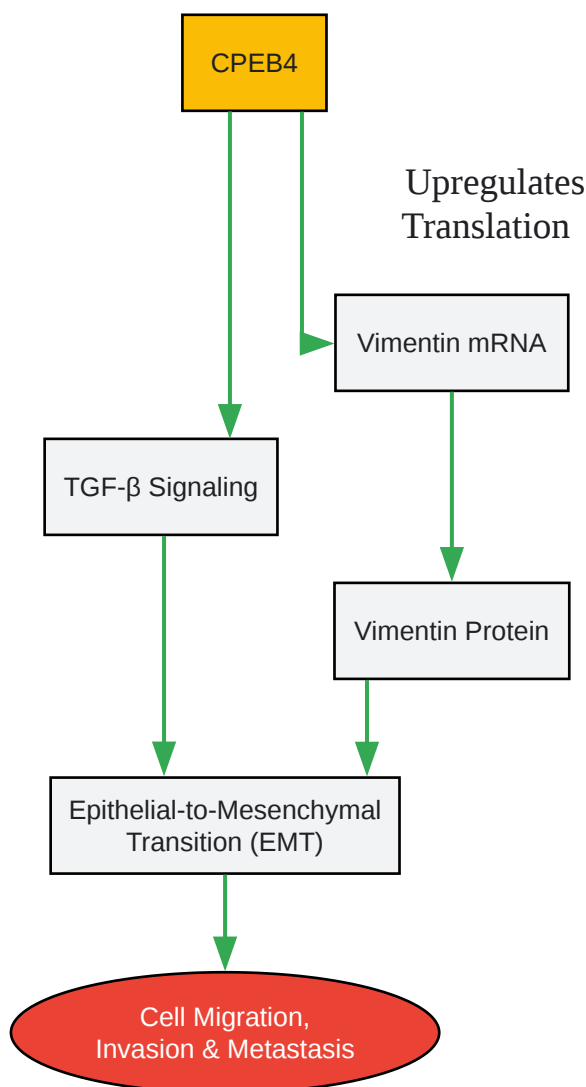 CPEB4
Upregulates
Translation
Vimentin mRNA
TGF-β Signaling
Vimentin Protein
Epithelial-to-Mesenchymal
Transition (EMT)
Cell Migration,
Invasion & Metastasis